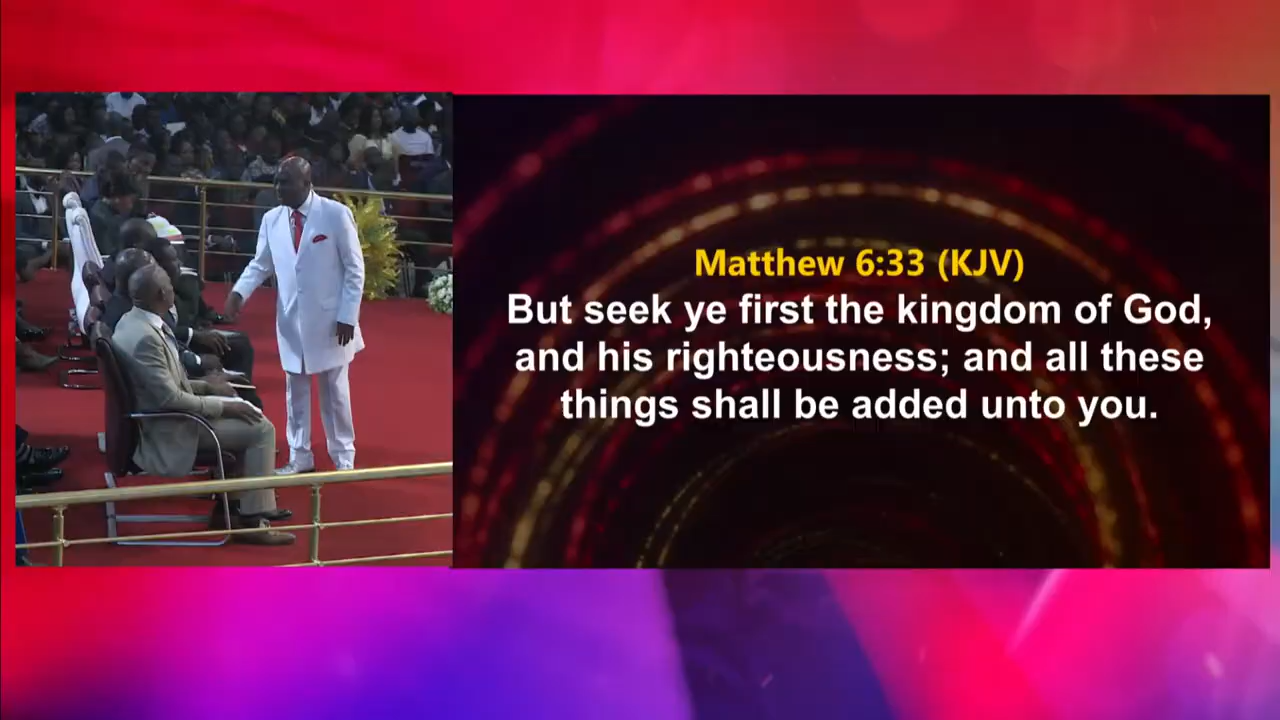 Matthew 6:33 (KJV)
But seek ye first the kingdom of God,
and his righteousness; and all these
things shall be added unto you.